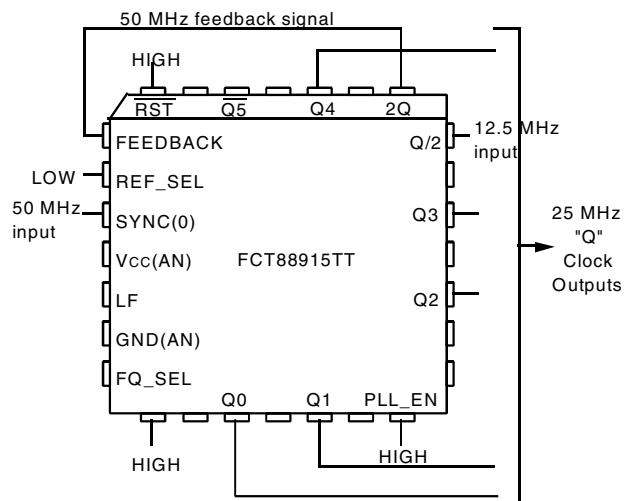 50 MHz feedback signal
HIGH
RST Q5 Q4 2Q
FEEDBACK
Q/2
12.5 MHz
input
LOW
REF_SEL
50 MHz
input
SYNC(0)
Q3
25 MHz
"Q"
Clock
Outputs
VCC(AN)
FCT88915TT
LF
Q2
GND(AN)
FQ_SEL
Q0 Q1 PLL_EN
HIGH
HIGH